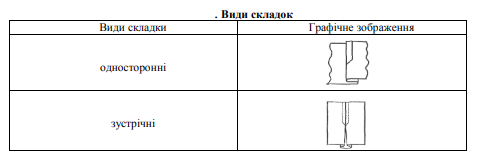 . Види складок
Види складки Графічне зображення
односторонні
зустрічні